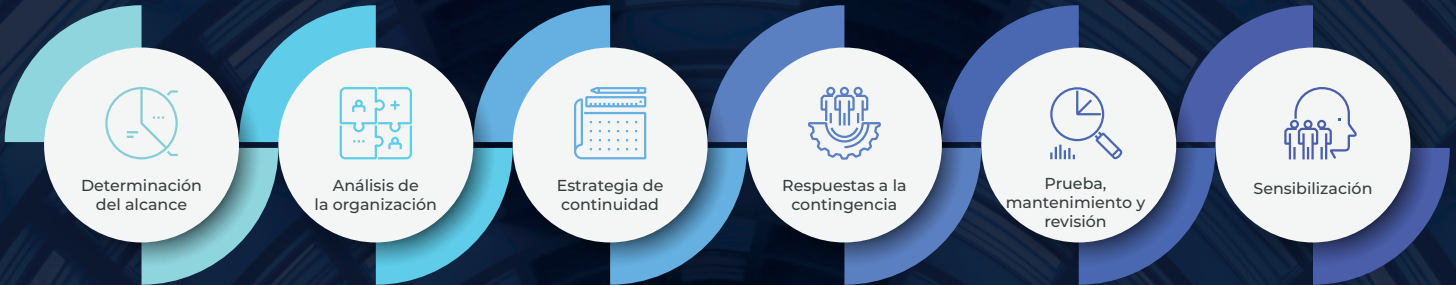 Determinación
del alcance
Análisis de
la organización
Estrategia de
continuidad
Respuestas a la
contingencia
Prueba,
mantenimiento y
revisión
Sensibilización